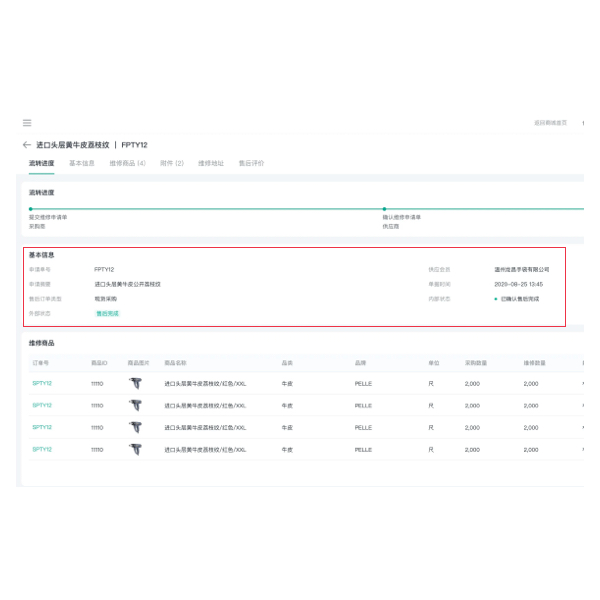 返回商城首页
进口头层黄牛皮荔枝纹 | FPTY12
流转进度 基本信息 维修商品 (4) 附件 (2) 维修地址 售后评价
流转进度
提交维修申请单 确认维修申请单
采购商 供应商
基本信息
申请单号 FPTY12 供应会员 温州龙昌手袋有限公司
申请摘要 进口头层黄牛皮公开荔枝纹 单据时间 2020-08-25 13:45
售后订单类型 现货采购 内部状态 已确认售后完成
外部状态 售后完成
维修商品
订单号 商品ID 商品图片 商品名称 品类 品牌 单位 采购数量 维修数量
SPTY12 11110 进口头层黄牛皮荔枝纹/红色/XXL 牛皮 PELLE 尺 2,000 2,000
SPTY12 11110 进口头层黄牛皮荔枝纹/红色/XXL 牛皮 PELLE 尺 2,000 2,000
SPTY12 11110 进口头层黄牛皮荔枝纹/红色/XXL 牛皮 PELLE 尺 2,000 2,000
SPTY12 11110 进口头层黄牛皮荔枝纹/红色/XXL 牛皮 PELLE 尺 2,000 2,000